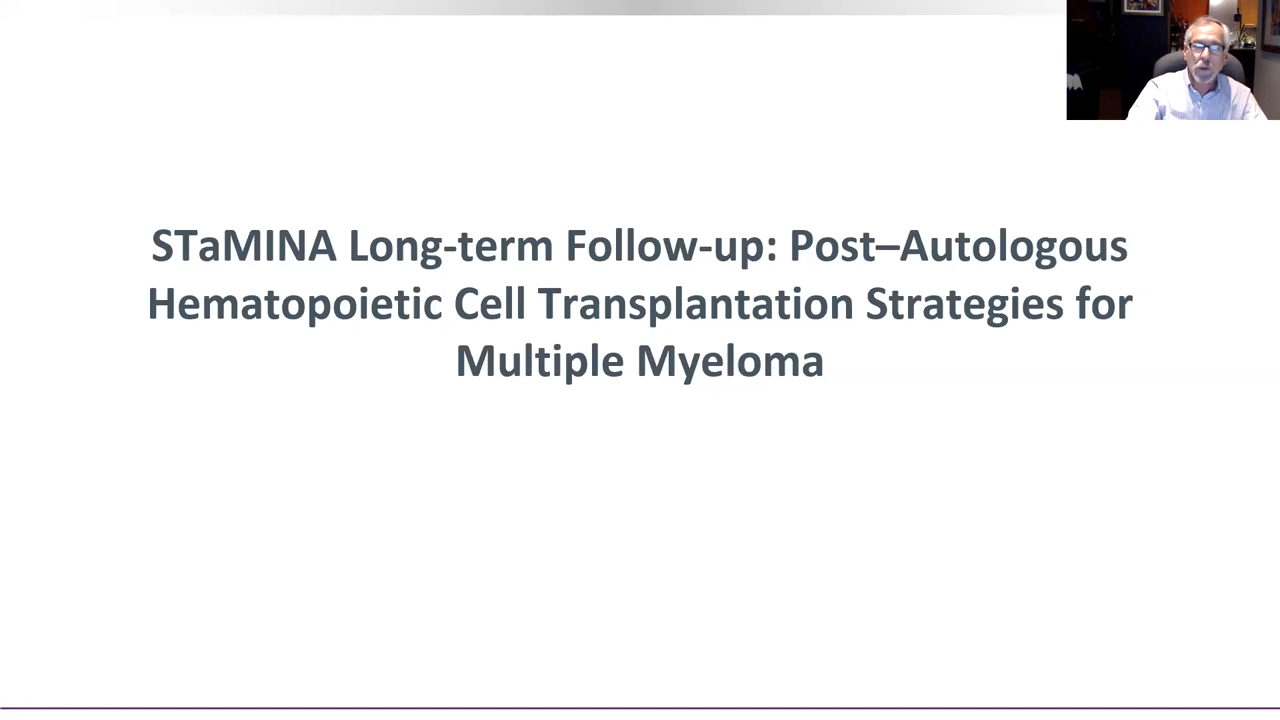 STaMINA Long-term Follow-up: Post–Autologous
Hematopoietic Cell Transplantation Strategies for
Multiple Myeloma